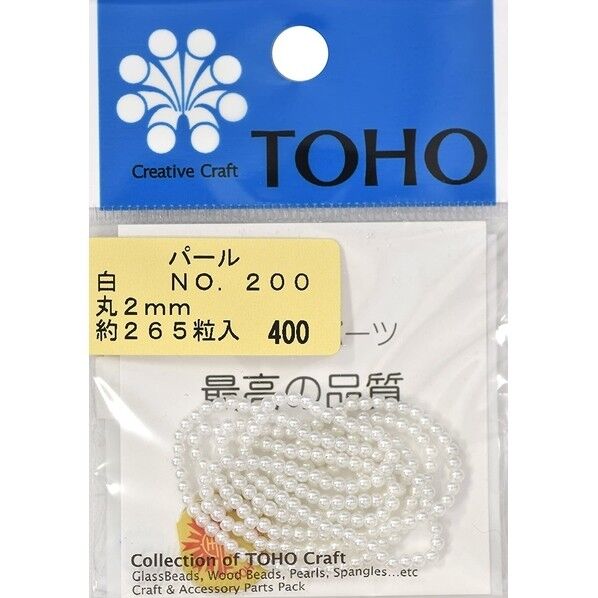 Creative Craft
TOHO
パール
白 NO. 200
丸2mm
約265粒入 400
パーツ
最高の品質
Collection of TOHO Craft
GlassBeads, Wood Beads, Pearls, Spangles...etc
Craft & Accessory Parts Pack